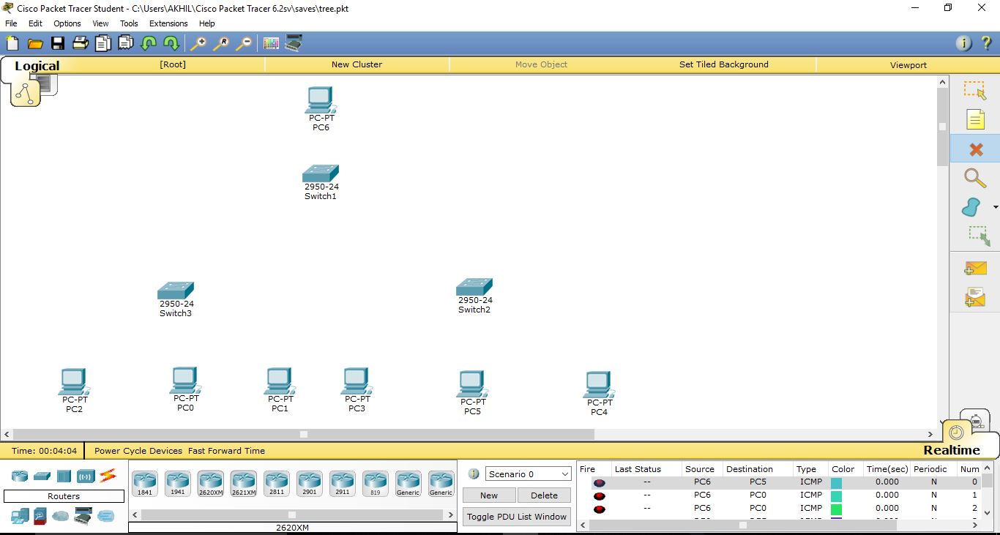 Cisco Packet Tracer Student - C:\Users\AKHIL\Cisco Packet Tracer 6.2sv\saves\tree.pkt
File Edit Options View Tools Extensions Help
Logical [Root] New Cluster Move Object Set Tiled Background Viewport
PC-PT
PC6
2950-24
Switch1
2950-24
Switch3
2950-24
Switch2
PC-PT
PC2
PC-PT
PC0
PC-PT
PC1
PC-PT
PC3
PC-PT
PC5
PC-PT
PC4
Time: 00:04:04 Power Cycle Devices Fast Forward Time Realtime
Routers
1841 1941 2620XM 2621XM 2811 2901 2911 819 Generic Generic
2620XM
Scenario 0
New Delete
Toggle PDU List Window
Fire Last Status Source Destination Type Color Time(sec) Periodic Num
-- PC6 PC5 ICMP 0.000 N 0
-- PC6 PC0 ICMP 0.000 N 1
-- PC6 PC0 ICMP 0.000 N 2